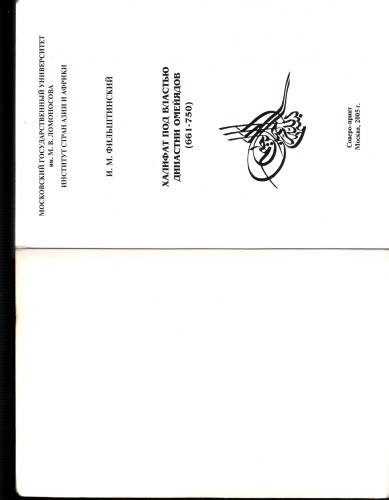 МОСКОВСКИЙ ГОСУДАРСТВЕННЫЙ УНИВЕРСИТЕТ
им. М. В. ЛОМОНОСОВА
ИНСТИТУТ СТРАН АЗИИ И АФРИКИ
И. М. ФИЛЬШТИНСКИЙ
ХАЛИФАТ ПОД ВЛАСТЬЮ
ДИНАСТИИ ОМЕЙЯДОВ
(661-750)
Соверо-принт
Москва, 2005 г.